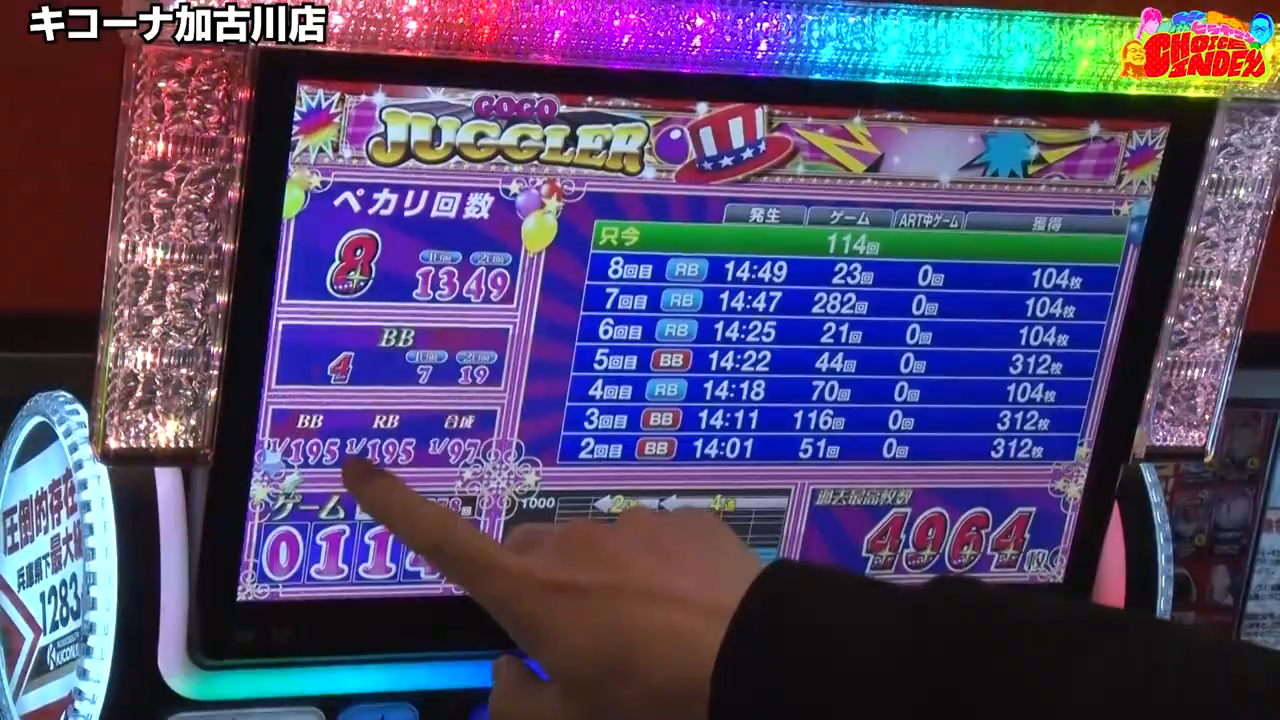 キコーナ加古川店
CHOICE
INDEX
GOGO
JUGGLER
ペカリ回数
8
1日前 2日前
13 49
BB
4
1日前 2日前
7 19
BB RB 合成
1/195 1/195 1/97
ゲーム
011
発生 ゲーム ART中ゲーム 獲得
只今 114回
8回目 RB 14:49 23回 0回 104枚
7回目 RB 14:47 282回 0回 104枚
6回目 RB 14:25 21回 0回 104枚
5回目 BB 14:22 44回 0回 312枚
4回目 RB 14:18 70回 0回 104枚
3回目 BB 14:11 116回 0回 312枚
2回目 BB 14:01 51回 0回 312枚
1000
過去最高枚数
4964枚
圧倒的存在
兵庫県下最大級
1283